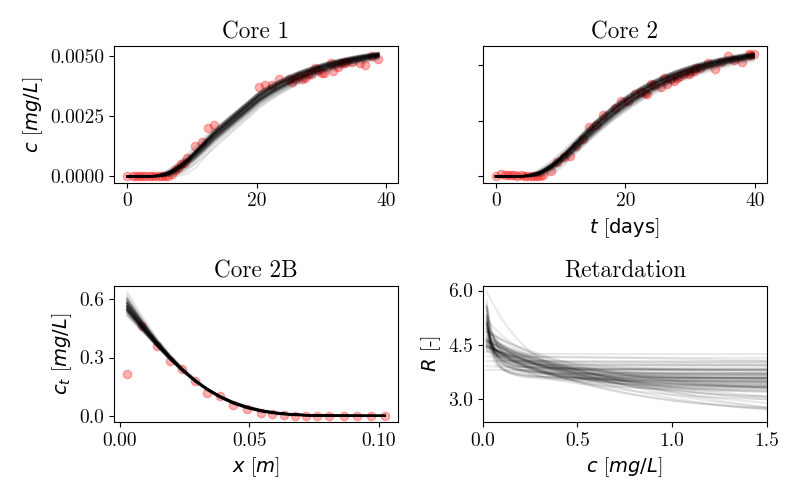 Core 1
Core 2
c [mg/L]
0.0050
0.0025
0.0000
0
20
40
0
20
40
t [days]
Core 2B
Retardation
c_t [mg/L]
0.6
0.3
0.0
0.00
0.05
0.10
x [m]
R [-]
6.0
4.5
3.0
0.0
0.5
1.0
1.5
c [mg/L]